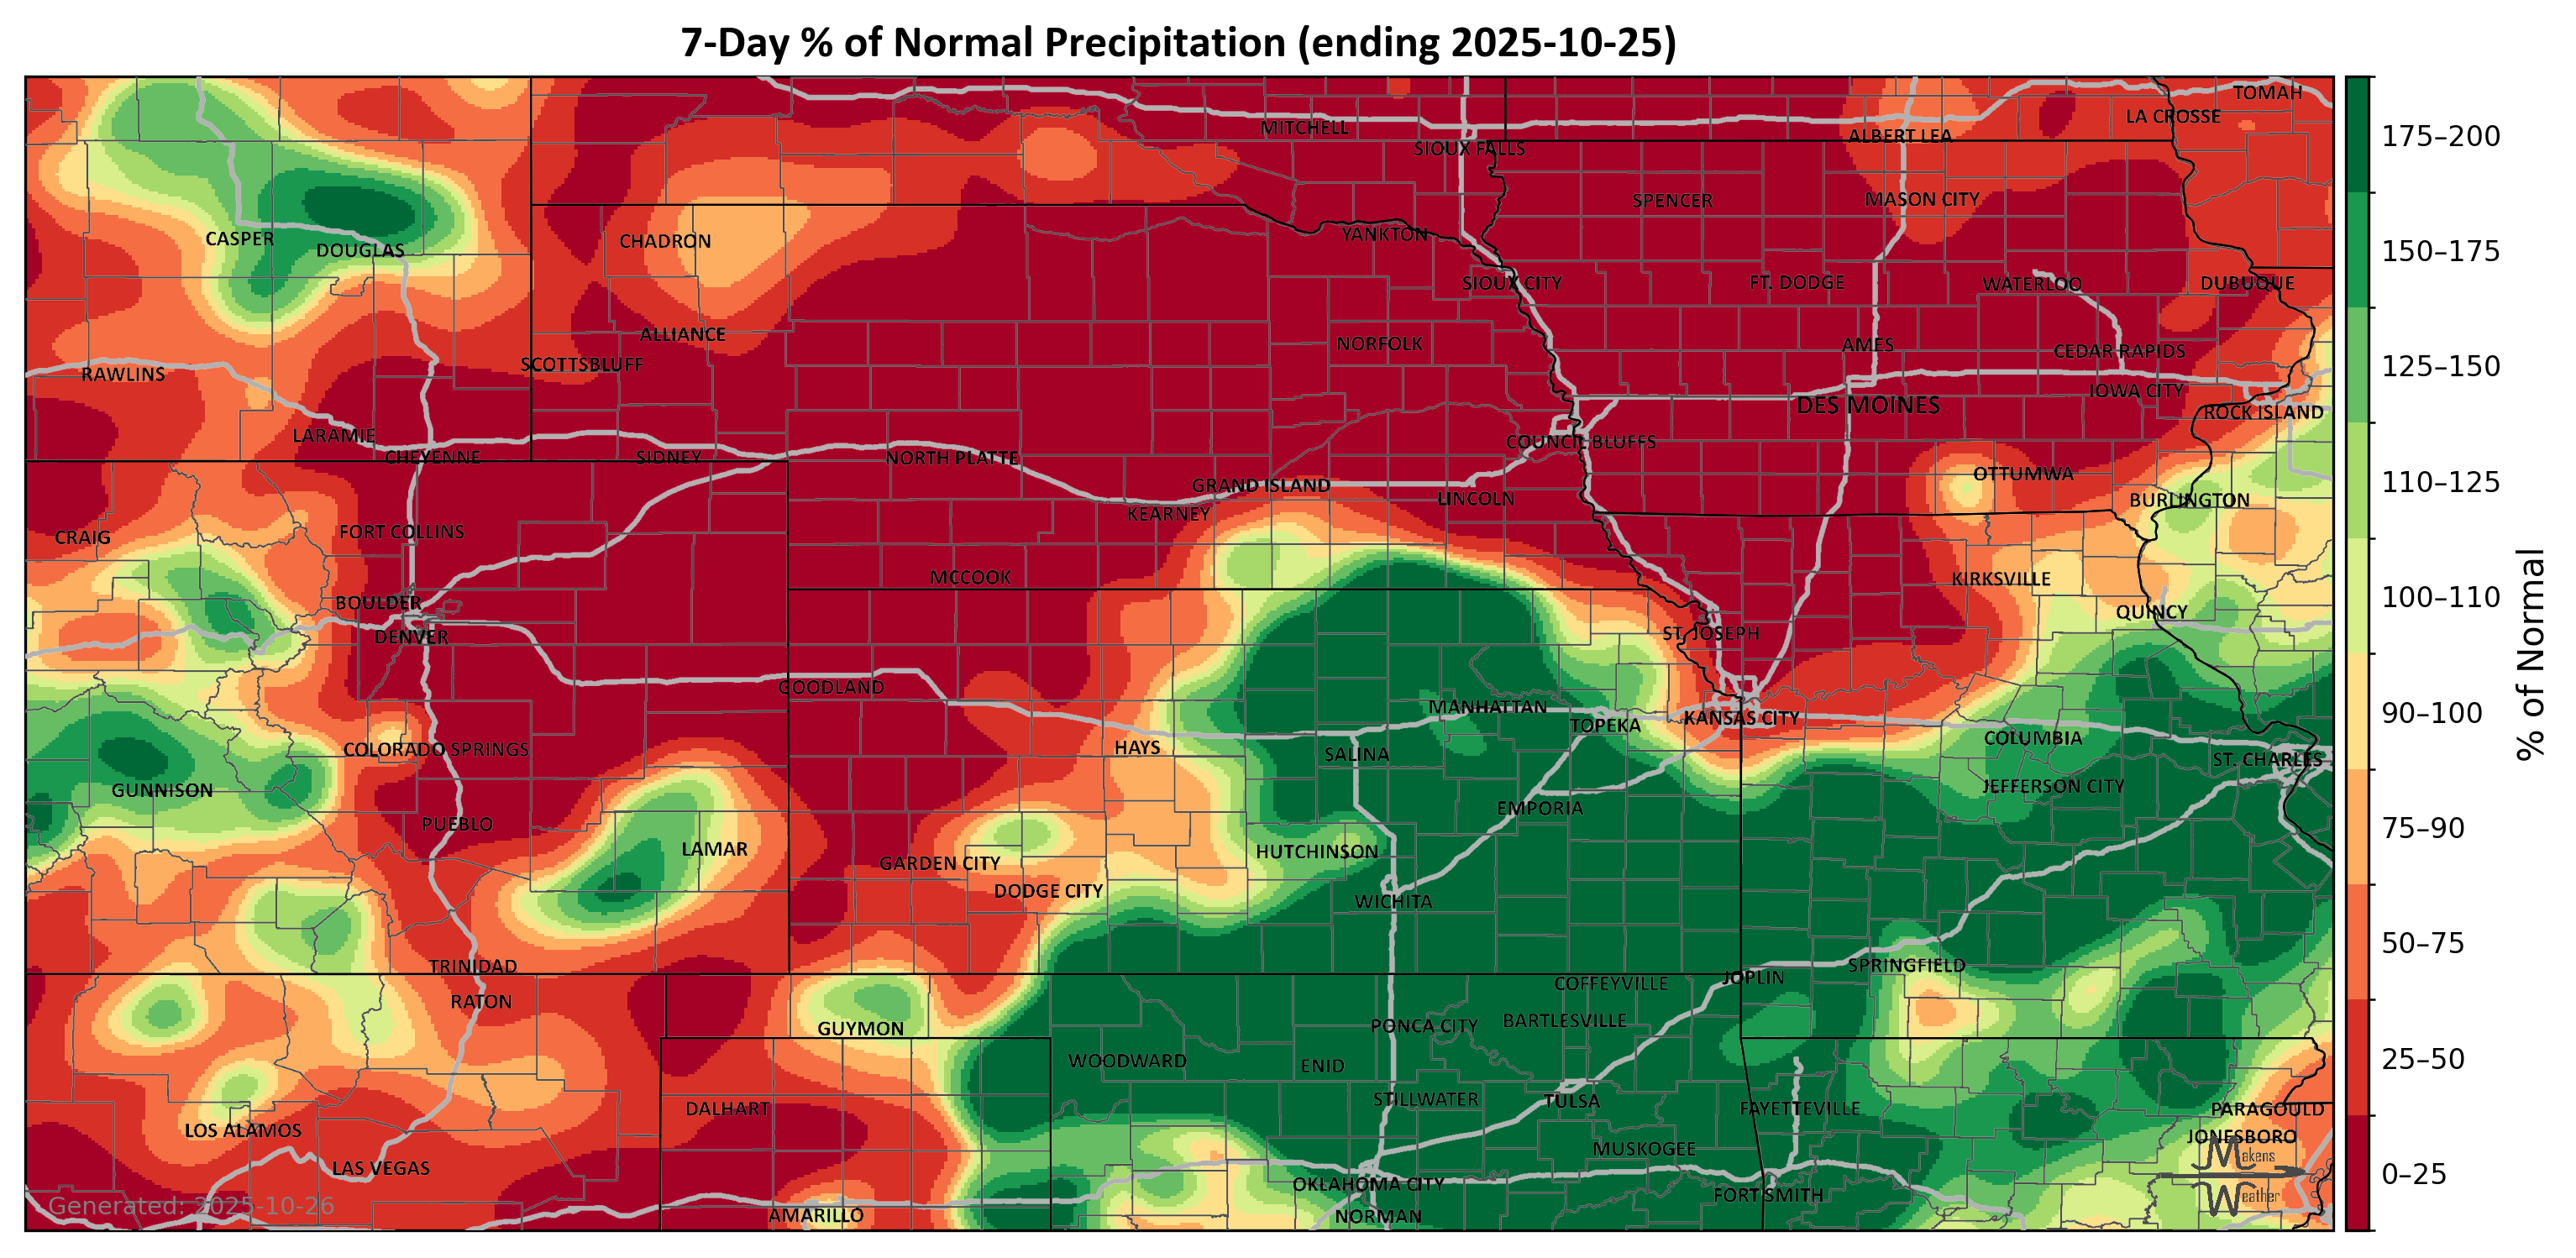 7-Day % of Normal Precipitation (ending 2025-10-25)
TOMAH
LA CROSSE
MITCHELL
ALBERT LEA
SIOUX FALLS
SPENCER
MASON CITY
YANKTON
CASPER
CHADRON
DOUGLAS
SIOUX CITY
FT. DODGE
WATERLOO
DUBUQUE
ALLIANCE
NORFOLK
AMES
CEDAR RAPIDS
SCOTTSBLUFF
RAWLINS
IOWA CITY
DES MOINES
ROCK ISLAND
LARAMIE
COUNCIL BLUFFS
CHEYENNE
SIDNEY
NORTH PLATTE
OTTUMWA
GRAND ISLAND
LINCOLN
BURLINGTON
KEARNEY
FORT COLLINS
CRAIG
MCCOOK
KIRKSVILLE
BOULDER
QUINCY
DENVER
ST. JOSEPH
GOODLAND
MANHATTAN
KANSAS CITY
TOPEKA
COLUMBIA
COLORADO SPRINGS
HAYS
SALINA
ST. CHARLES
GUNNISON
JEFFERSON CITY
EMPORIA
PUEBLO
LAMAR
HUTCHINSON
GARDEN CITY
DODGE CITY
WICHITA
TRINIDAD
SPRINGFIELD
JOPLIN
COFFEYVILLE
RATON
GUYMON
PONCA CITY
BARTLESVILLE
WOODWARD
ENID
STILLWATER
TULSA
DALHART
FAYETTEVILLE
PARAGOULD
LOS ALAMOS
JONESBORO
MUSKOGEE
LAS VEGAS
OKLAHOMA CITY
FORT SMITH
AMARILLO
NORMAN
Generated: 2025-10-26
Makens
Weather
175–200
150–175
125–150
110–125
100–110
90–100
75–90
50–75
25–50
0–25
% of Normal